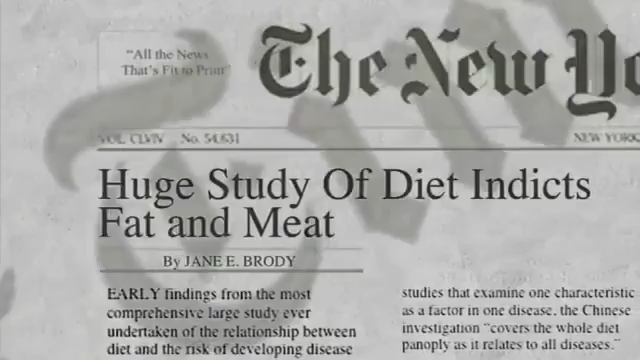 "All the News
That's Fit to Print"
The New Yo
VOL. CLVIV No. 54,631
NEW YORK
Huge Study Of Diet Indicts
Fat and Meat
By JANE E. BRODY
EARLY findings from the most
comprehensive large study ever
undertaken of the relationship between
diet and the risk of developing disease
studies that examine one characteristic
as a factor in one disease, the Chinese
investigation "covers the whole diet
panoply as it relates to all diseases."